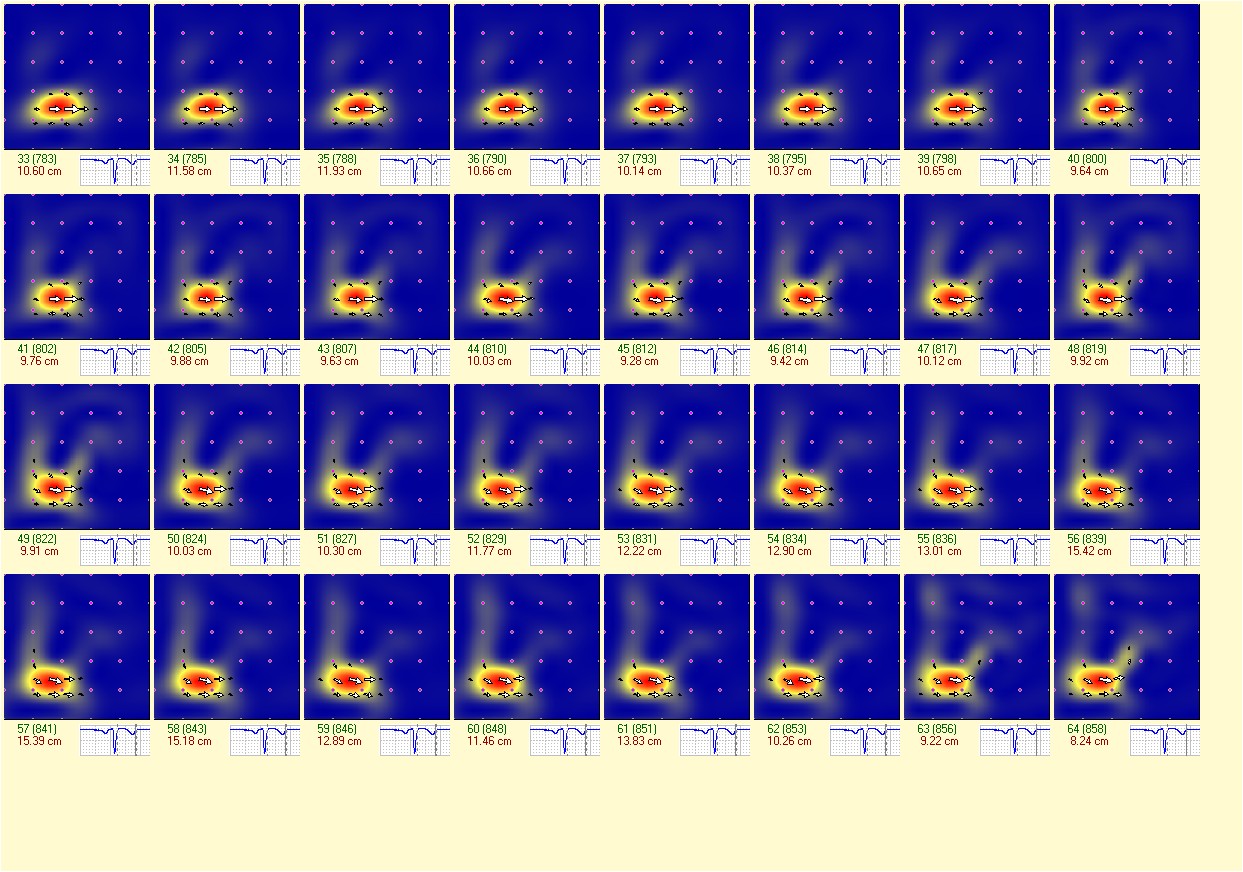 33 (783)
10.60 cm
34 (785)
11.58 cm
35 (788)
11.93 cm
36 (790)
10.66 cm
37 (793)
10.14 cm
38 (795)
10.37 cm
39 (798)
10.65 cm
40 (800)
9.64 cm
41 (802)
9.76 cm
42 (805)
9.88 cm
43 (807)
9.63 cm
44 (810)
10.03 cm
45 (812)
9.28 cm
46 (814)
9.42 cm
47 (817)
10.12 cm
48 (819)
9.92 cm
49 (822)
9.91 cm
50 (824)
10.03 cm
51 (827)
10.30 cm
52 (829)
11.77 cm
53 (831)
12.22 cm
54 (834)
12.90 cm
55 (836)
13.01 cm
56 (839)
15.42 cm
57 (841)
15.39 cm
58 (843)
15.18 cm
59 (846)
12.89 cm
60 (848)
11.46 cm
61 (851)
13.83 cm
62 (853)
10.26 cm
63 (856)
9.22 cm
64 (858)
8.24 cm